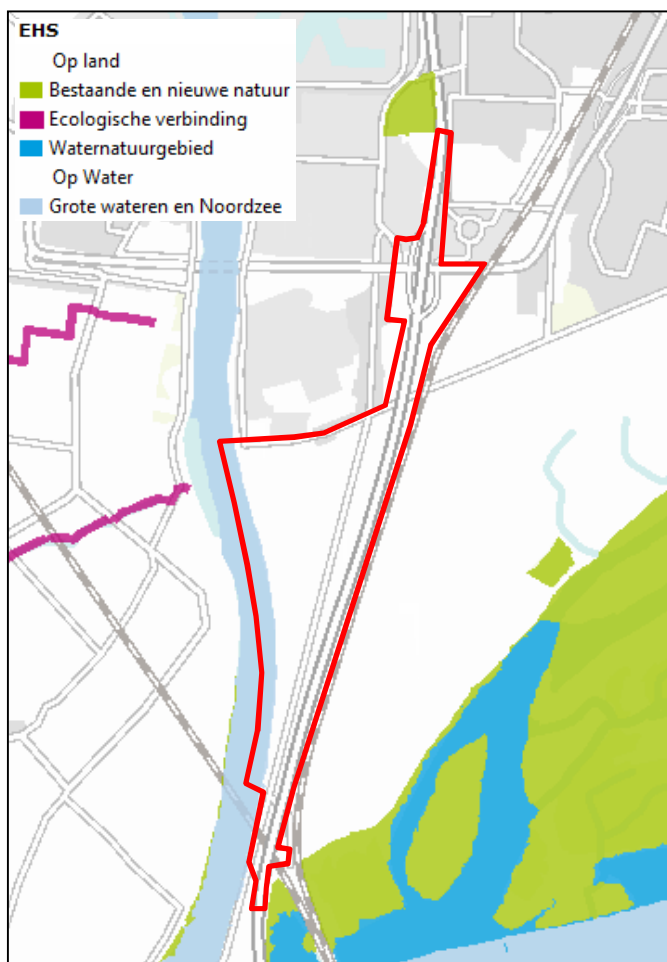 EHS
Op land
Bestaande en nieuwe natuur
Ecologische verbinding
Waternatuurgebied
Op Water
Grote wateren en Noordzee